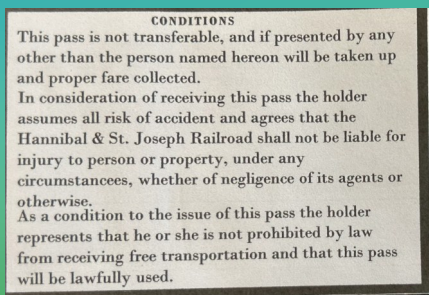 CONDITIONS
This pass is not transferable, and if presented by any
other than the person named hereon will be taken up
and proper fare collected.
In consideration of receiving this pass the holder
assumes all risk of accident and agrees that the
Hannibal & St. Joseph Railroad shall not be liable for
injury to person or property, under any
circumstancees, whether of negligence of its agents or
otherwise.
As a condition to the issue of this pass the holder
represents that he or she is not prohibited by law
from receiving free transportation and that this pass
will be lawfully used.